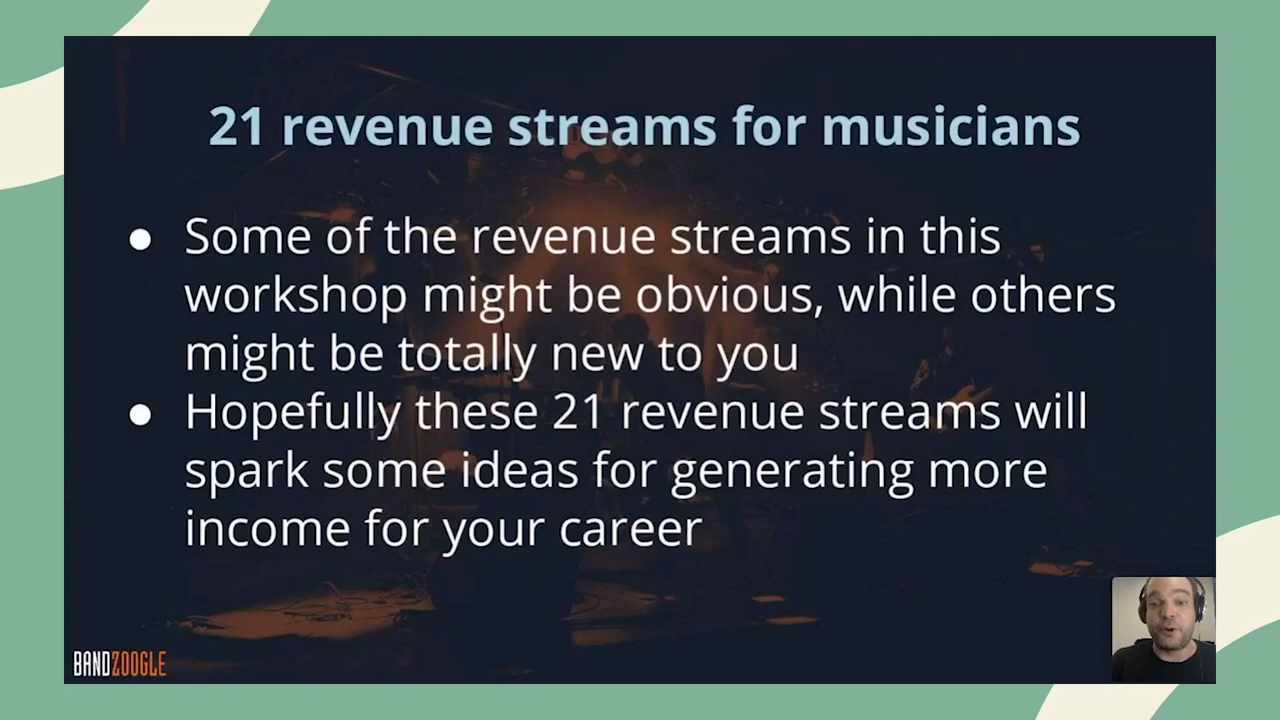 21 revenue streams for musicians
● Some of the revenue streams in this
workshop might be obvious, while others
might be totally new to you
● Hopefully these 21 revenue streams will
spark some ideas for generating more
income for your career
BANDZOOGLE